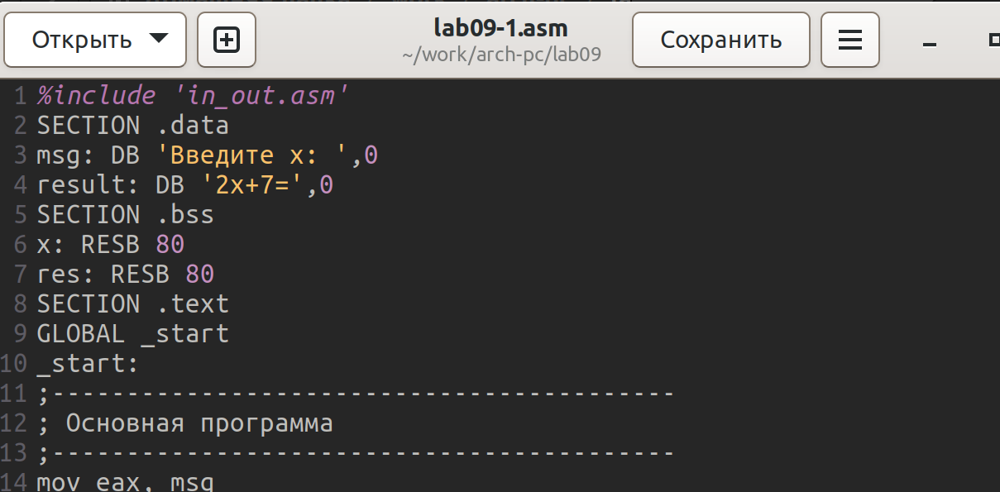 Открыть
lab09-1.asm
~/work/arch-pc/lab09
Сохранить
1 %include 'in_out.asm'
2 SECTION .data
3 msg: DB 'Введите x: ',0
4 result: DB '2x+7=',0
5 SECTION .bss
6 x: RESB 80
7 res: RESB 80
8 SECTION .text
9 GLOBAL _start
10 _start:
11 ;------------------------------------------
12 ; Основная программа
13 ;------------------------------------------
14 mov eax, msg